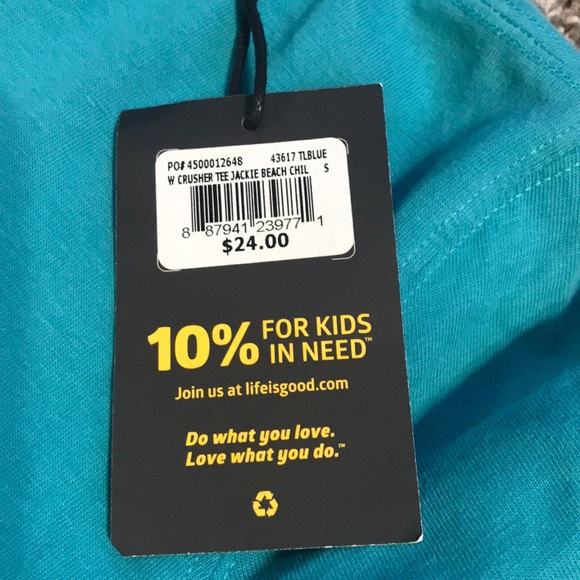 PO# 4500012648 43617 TLBLUE
W CRUSHER TEE JACKIE BEACH CHIL S
8 87941 23977 1
$24.00
10% FOR KIDS
IN NEED™
Join us at lifeisgood.com
Do what you love.
Love what you do.™